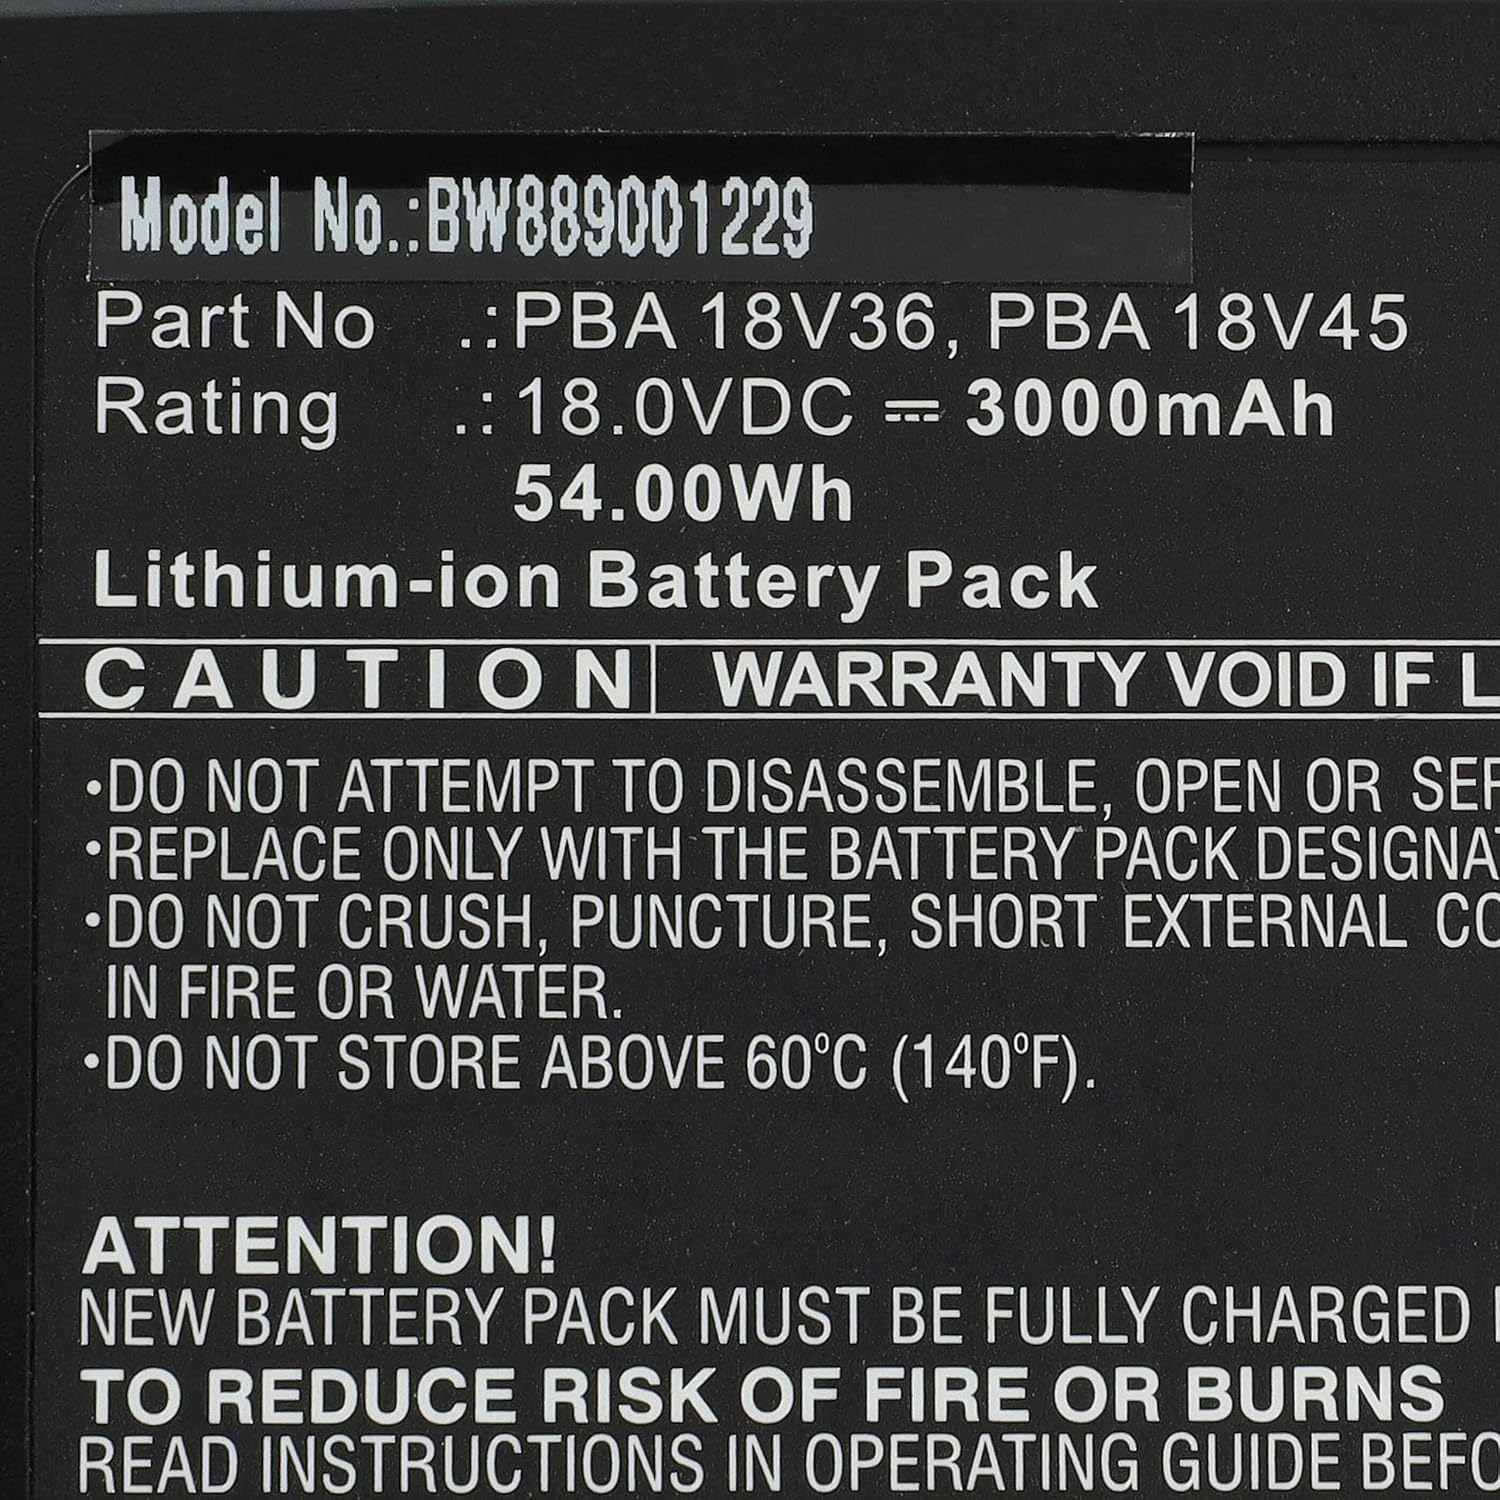 Model No.:BW889001229
Part No .:PBA 18V36, PBA 18V45
Rating .:18.0VDC ⎓ 3000mAh
54.00Wh
Lithium-ion Battery Pack
CAUTION WARRANTY VOID IF
•DO NOT ATTEMPT TO DISASSEMBLE, OPEN OR
•REPLACE ONLY WITH THE BATTERY PACK
•DO NOT CRUSH, PUNCTURE, SHORT EXTERNAL
IN FIRE OR WATER.
•DO NOT STORE ABOVE 60ºC (140ºF).
ATTENTION!
NEW BATTERY PACK MUST BE FULLY CHARGED
TO REDUCE RISK OF FIRE OR BURNS
READ INSTRUCTIONS IN OPERATING GUIDE